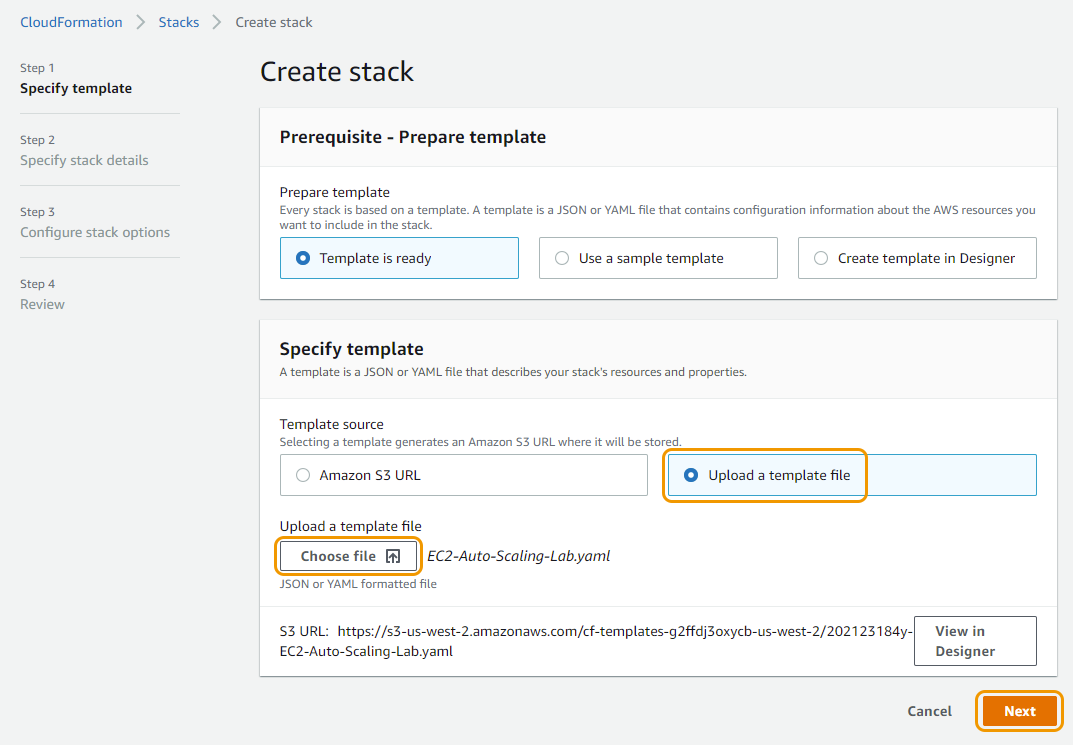 CloudFormation > Stacks > Create stack
Step 1
Specify template
Step 2
Specify stack details
Step 3
Configure stack options
Step 4
Review
Create stack
Prerequisite - Prepare template
Prepare template
Every stack is based on a template. A template is a JSON or YAML file that contains configuration information about the AWS resources you
want to include in the stack.
Template is ready
Use a sample template
Create template in Designer
Specify template
A template is a JSON or YAML file that describes your stack's resources and properties.
Template source
Selecting a template generates an Amazon S3 URL where it will be stored.
Amazon S3 URL
Upload a template file
Upload a template file
Choose file
EC2-Auto-Scaling-Lab.yaml
JSON or YAML formatted file
S3 URL: https://s3-us-west-2.amazonaws.com/cf-templates-g2ffdj3oxycb-us-west-2/202123184y-
EC2-Auto-Scaling-Lab.yaml
View in
Designer
Cancel
Next